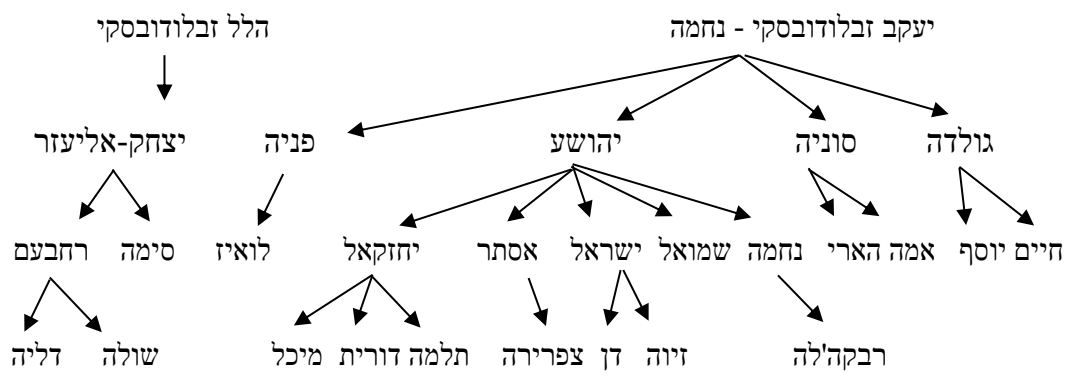 יעקב זבלודובסקי - נחמה הלל זבלודובסקי
גולדה סוניה יהושע פניה יצחק-אליעזר
חיים יוסף אמה הארי נחמה שמואל ישראל אסתר יחזקאל לואיז סימה רחבעם
רבקה'לה זיוה דן צפרירה תלמה דורית מיכל שולה דליה